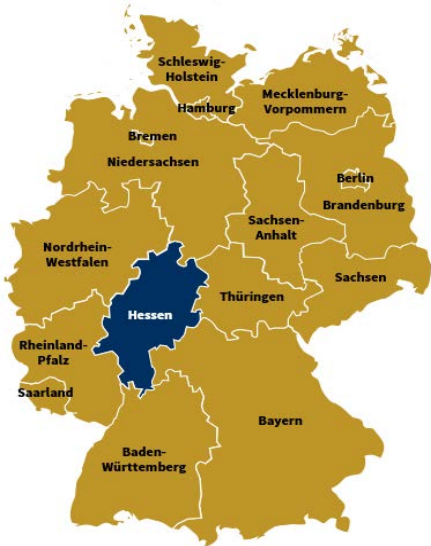 Schleswig-
Holstein
Mecklenburg-
Vorpommern
Hamburg
Bremen
Niedersachsen
Berlin
Brandenburg
Sachsen-
Anhalt
Nordrhein-
Westfalen
Sachsen
Thüringen
Hessen
Rheinland-
Pfalz
Saarland
Bayern
Baden-
Württemberg